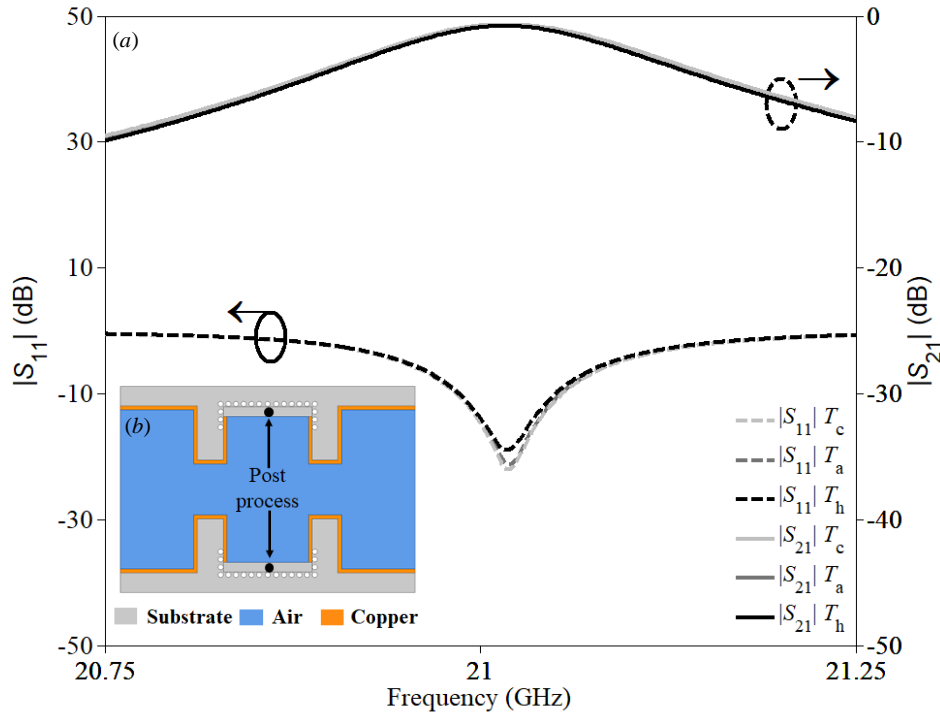 (a)
50
30
10
-10
-30
-50
|S11| (dB)
0
-10
-20
-30
-40
-50
|S21| (dB)
20.75
21
21.25
Frequency (GHz)
(b)
Post
process
Substrate Air Copper
|S11| Tc
|S11| Ta
|S11| Th
|S21| Tc
|S21| Ta
|S21| Th